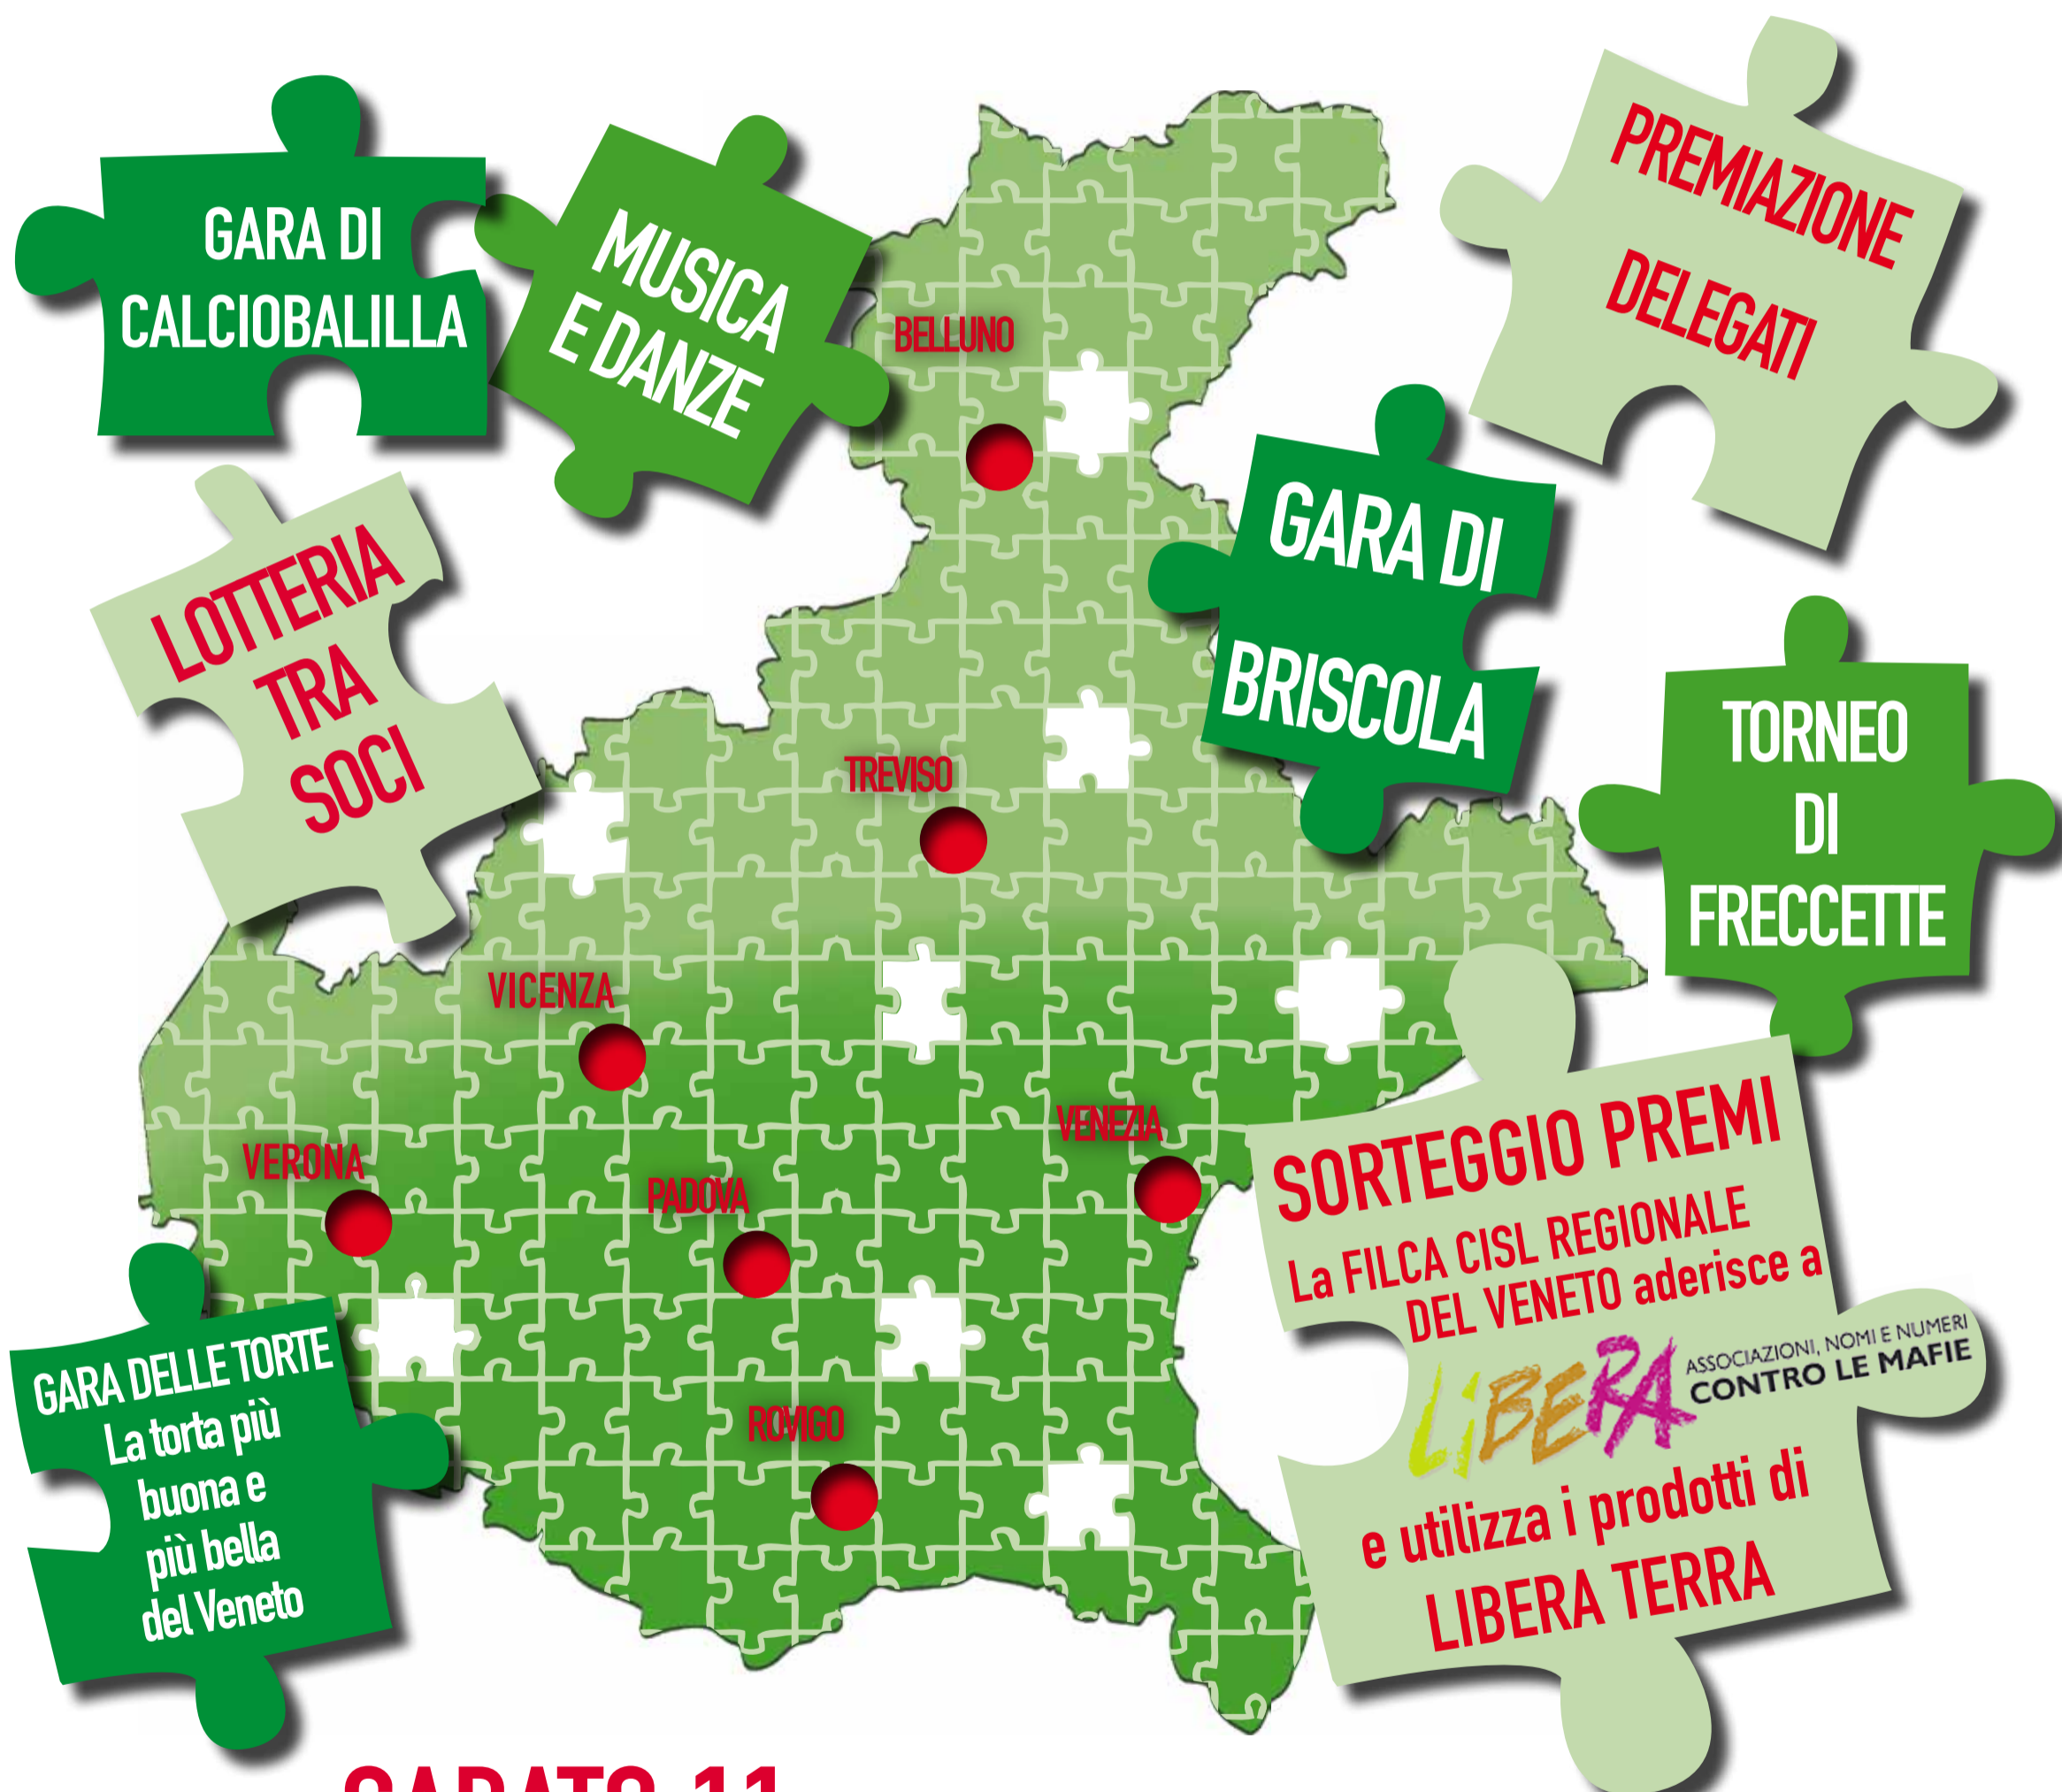 GARA DI
CALCIOBALILLA
MUSICA
E DANZE
PREMIAZIONE
DELEGATI
BELLUNO
LOTTERIA
TRA
SOCI
GARA DI
BRISCOLA
TORNEO
DI
FRECCETTE
TREVISO
VICENZA
VENEZIA
VERONA
PADOVA
ROVIGO
SORTEGGIO PREMI
La FILCA CISL REGIONALE
DEL VENETO aderisce a
LiBERA
ASSOCIAZIONI, NOMI E NUMERI
CONTRO LE MAFIE
e utilizza i prodotti di
LIBERA TERRA
GARA DELLE TORTE
La torta più
buona e
più bella
del Veneto
SABATO 11